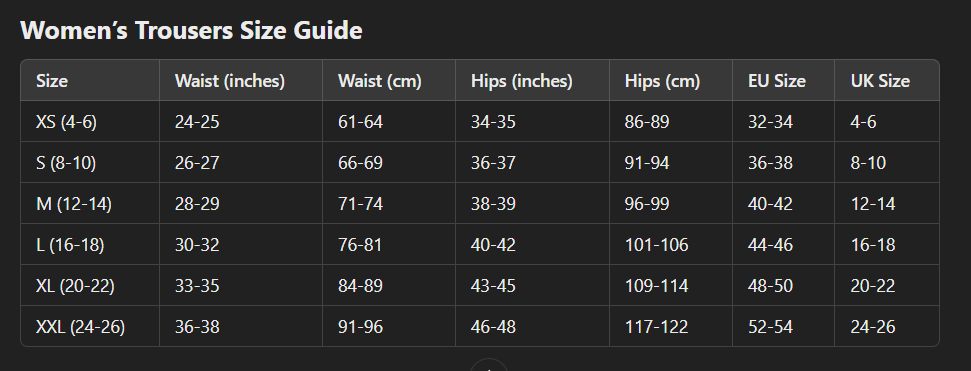 Women’s Trousers Size Guide
Size Waist (inches) Waist (cm) Hips (inches) Hips (cm) EU Size UK Size
XS (4-6) 24-25 61-64 34-35 86-89 32-34 4-6
S (8-10) 26-27 66-69 36-37 91-94 36-38 8-10
M (12-14) 28-29 71-74 38-39 96-99 40-42 12-14
L (16-18) 30-32 76-81 40-42 101-106 44-46 16-18
XL (20-22) 33-35 84-89 43-45 109-114 48-50 20-22
XXL (24-26) 36-38 91-96 46-48 117-122 52-54 24-26